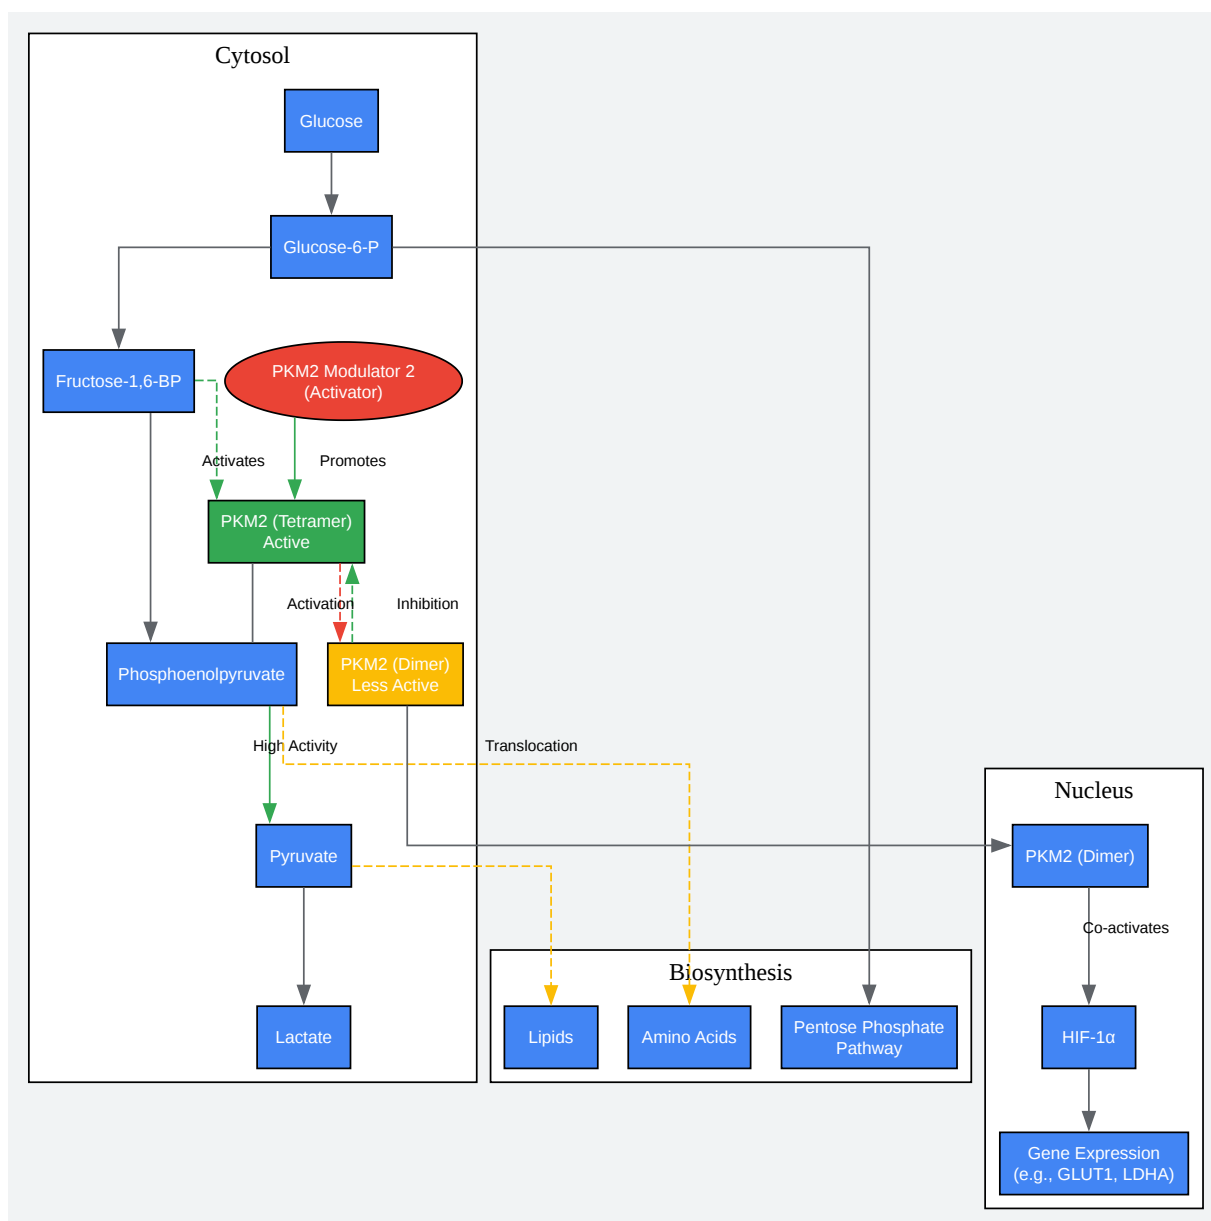 Cytosol
Glucose
Glucose-6-P
Fructose-1,6-BP
PKM2 Modulator 2
(Activator)
Activates
Promotes
PKM2 (Tetramer)
Active
Activation
Inhibition
Phosphoenolpyruvate
PKM2 (Dimer)
Less Active
High Activity
Translocation
Nucleus
Pyruvate
PKM2 (Dimer)
Co-activates
Biosynthesis
Lactate
Lipids
Amino Acids
Pentose Phosphate
Pathway
HIF-1α
Gene Expression
(e.g., GLUT1, LDHA)